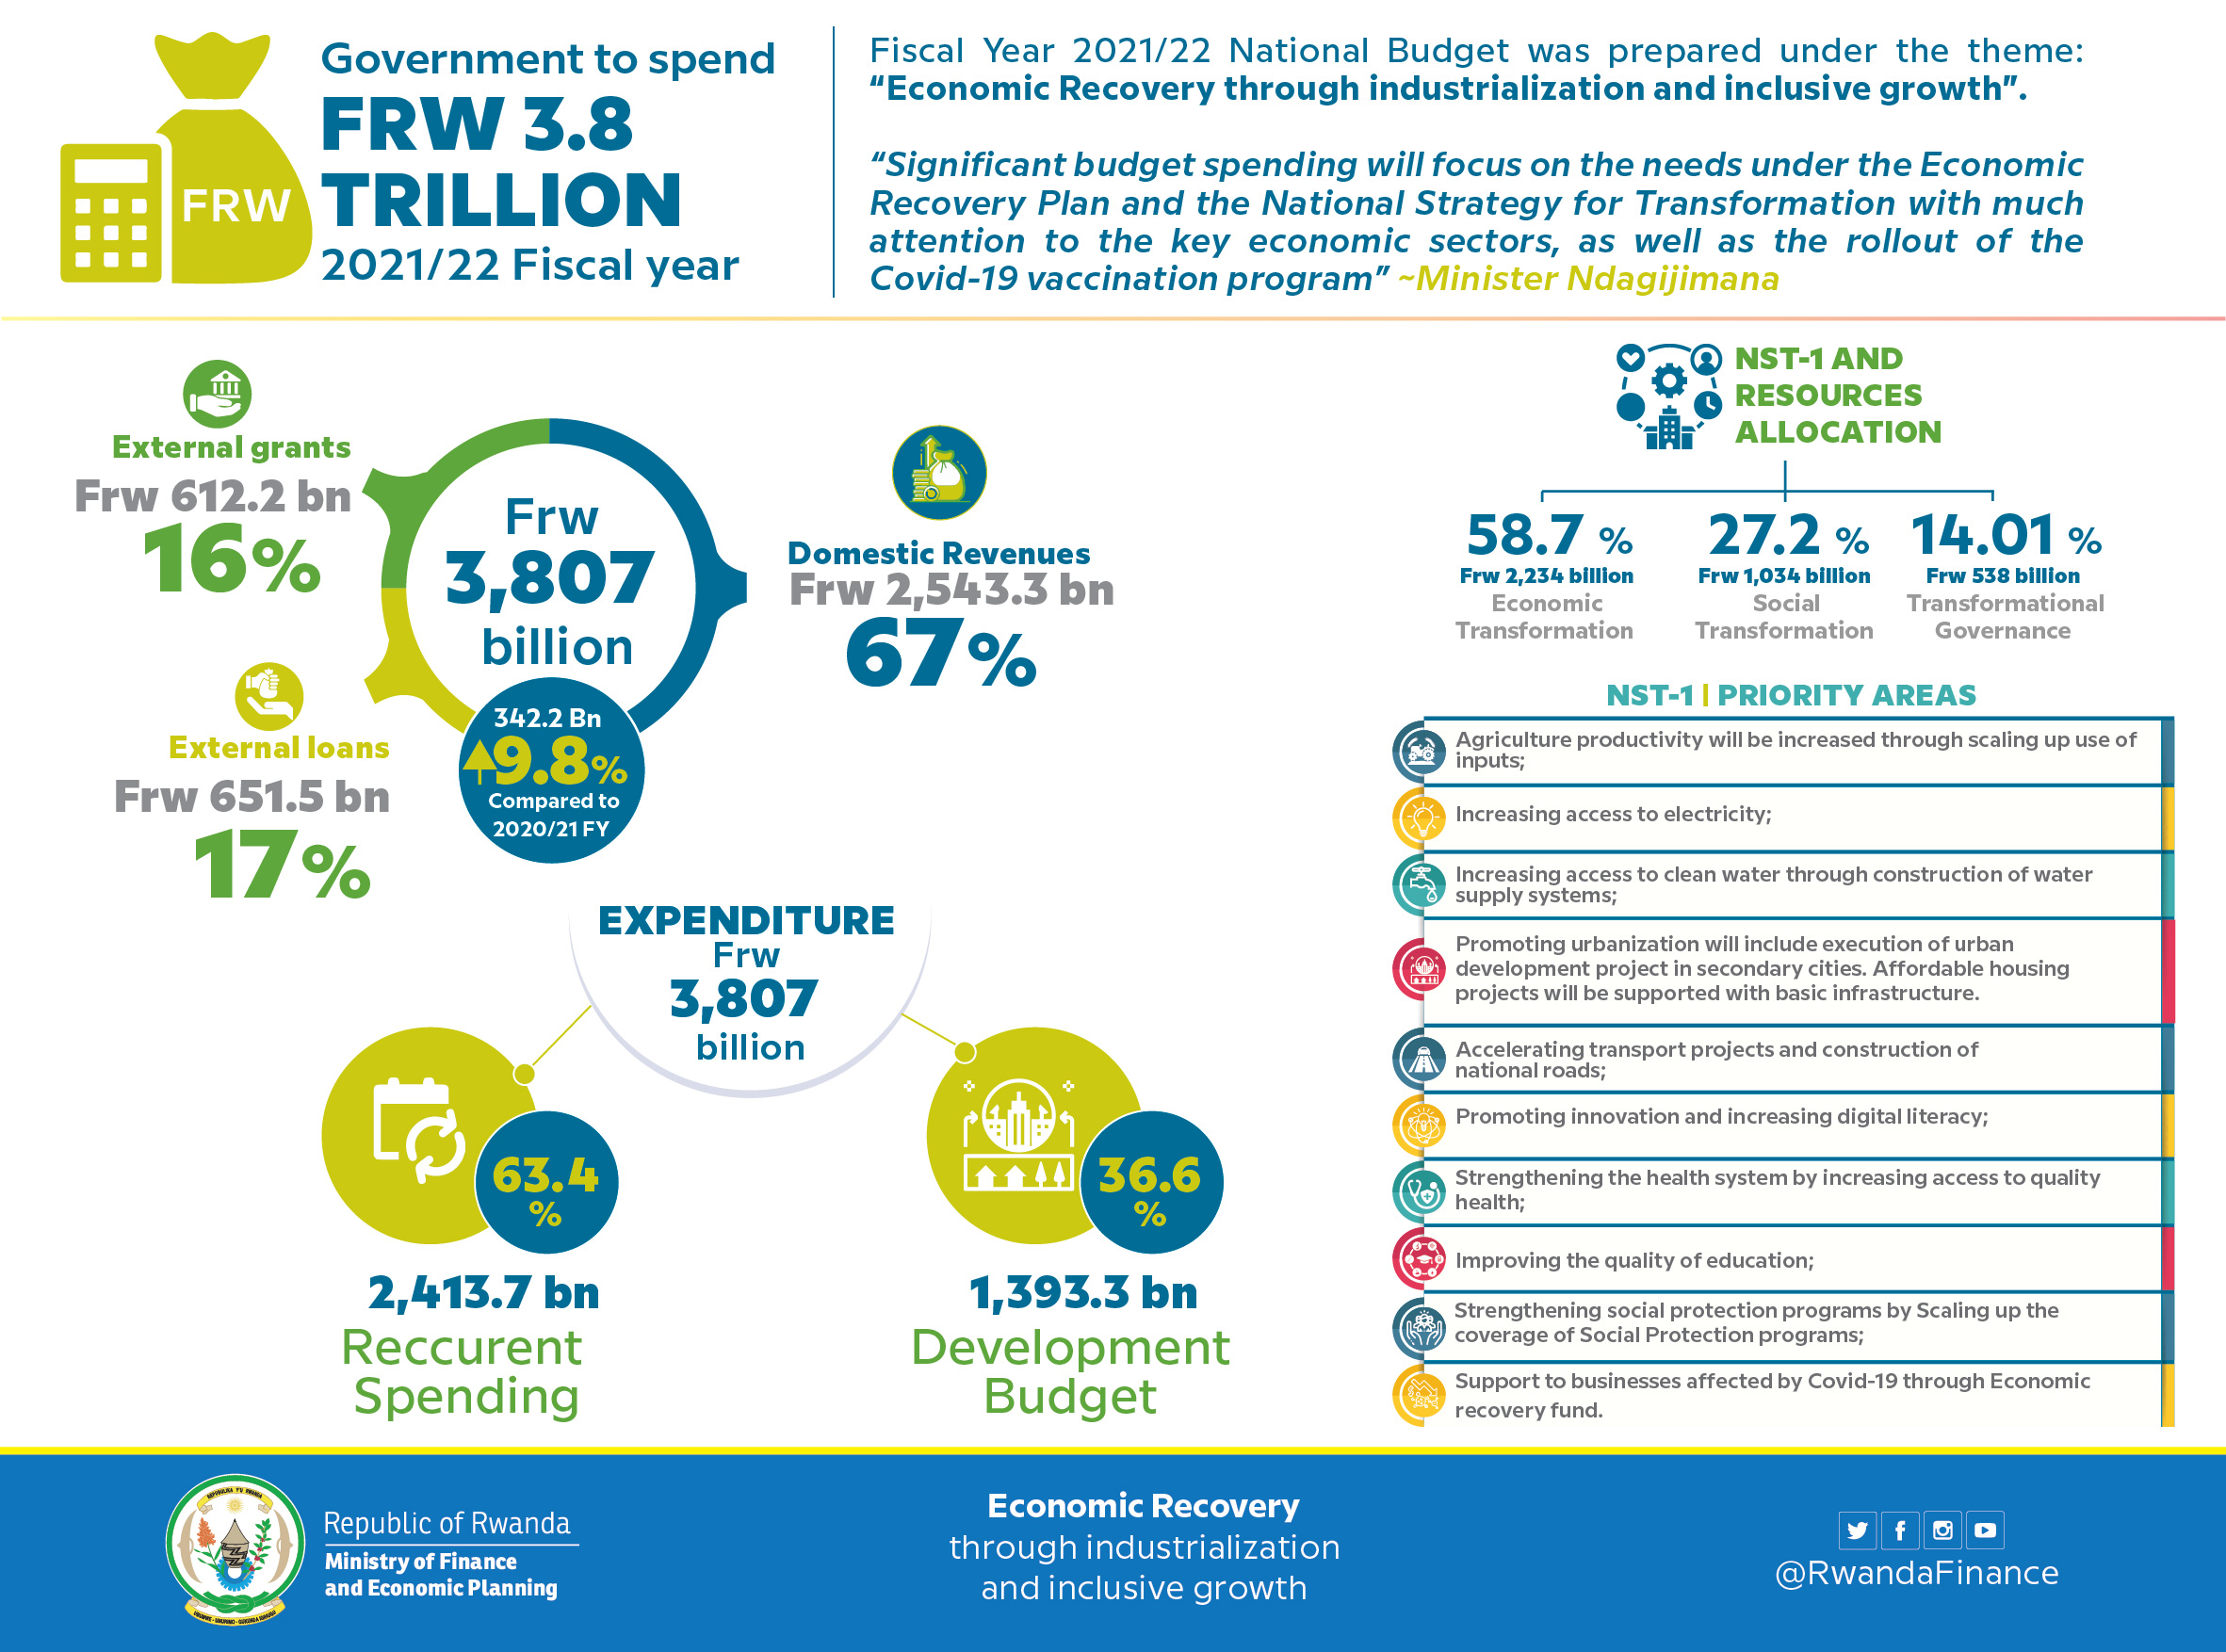 FRW
Government to spend
FRW 3.8
TRILLION
2021/22 Fiscal year
Fiscal Year 2021/22 National Budget was prepared under the theme:
“Economic Recovery through industrialization and inclusive growth”.
“Significant budget spending will focus on the needs under the Economic
Recovery Plan and the National Strategy for Transformation with much
attention to the key economic sectors, as well as the rollout of the
Covid-19 vaccination program” ~Minister Ndagijimana
External grants
Frw 612.2 bn
16%
External loans
Frw 651.5 bn
17%
Frw
3,807
billion
342.2 Bn
9.8%
Compared to
2020/21 FY
Domestic Revenues
Frw 2,543.3 bn
67%
EXPENDITURE
Frw
3,807
billion
63.4
%
2,413.7 bn
Reccurent
Spending
36.6
%
1,393.3 bn
Development
Budget
NST-1 AND
RESOURCES
ALLOCATION
58.7 %
Frw 2,234 billion
Economic
Transformation
27.2 %
Frw 1,034 billion
Social
Transformation
14.01 %
Frw 538 billion
Transformational
Governance
NST-1 | PRIORITY AREAS
Agriculture productivity will be increased through scaling up use of
inputs;
Increasing access to electricity;
Increasing access to clean water through construction of water
supply systems;
Promoting urbanization will include execution of urban
development project in secondary cities. Affordable housing
projects will be supported with basic infrastructure.
Accelerating transport projects and construction of
national roads;
Promoting innovation and increasing digital literacy;
Strengthening the health system by increasing access to quality
health;
Improving the quality of education;
Strengthening social protection programs by Scaling up the
coverage of Social Protection programs;
Support to businesses affected by Covid-19 through Economic
recovery fund.
REPUBULIKA Y'U RWANDA
UBUMWE - UMURIMO - GUKUNDA IGIHUGU
Republic of Rwanda
Ministry of Finance
and Economic Planning
Economic Recovery
through industrialization
and inclusive growth
@RwandaFinance